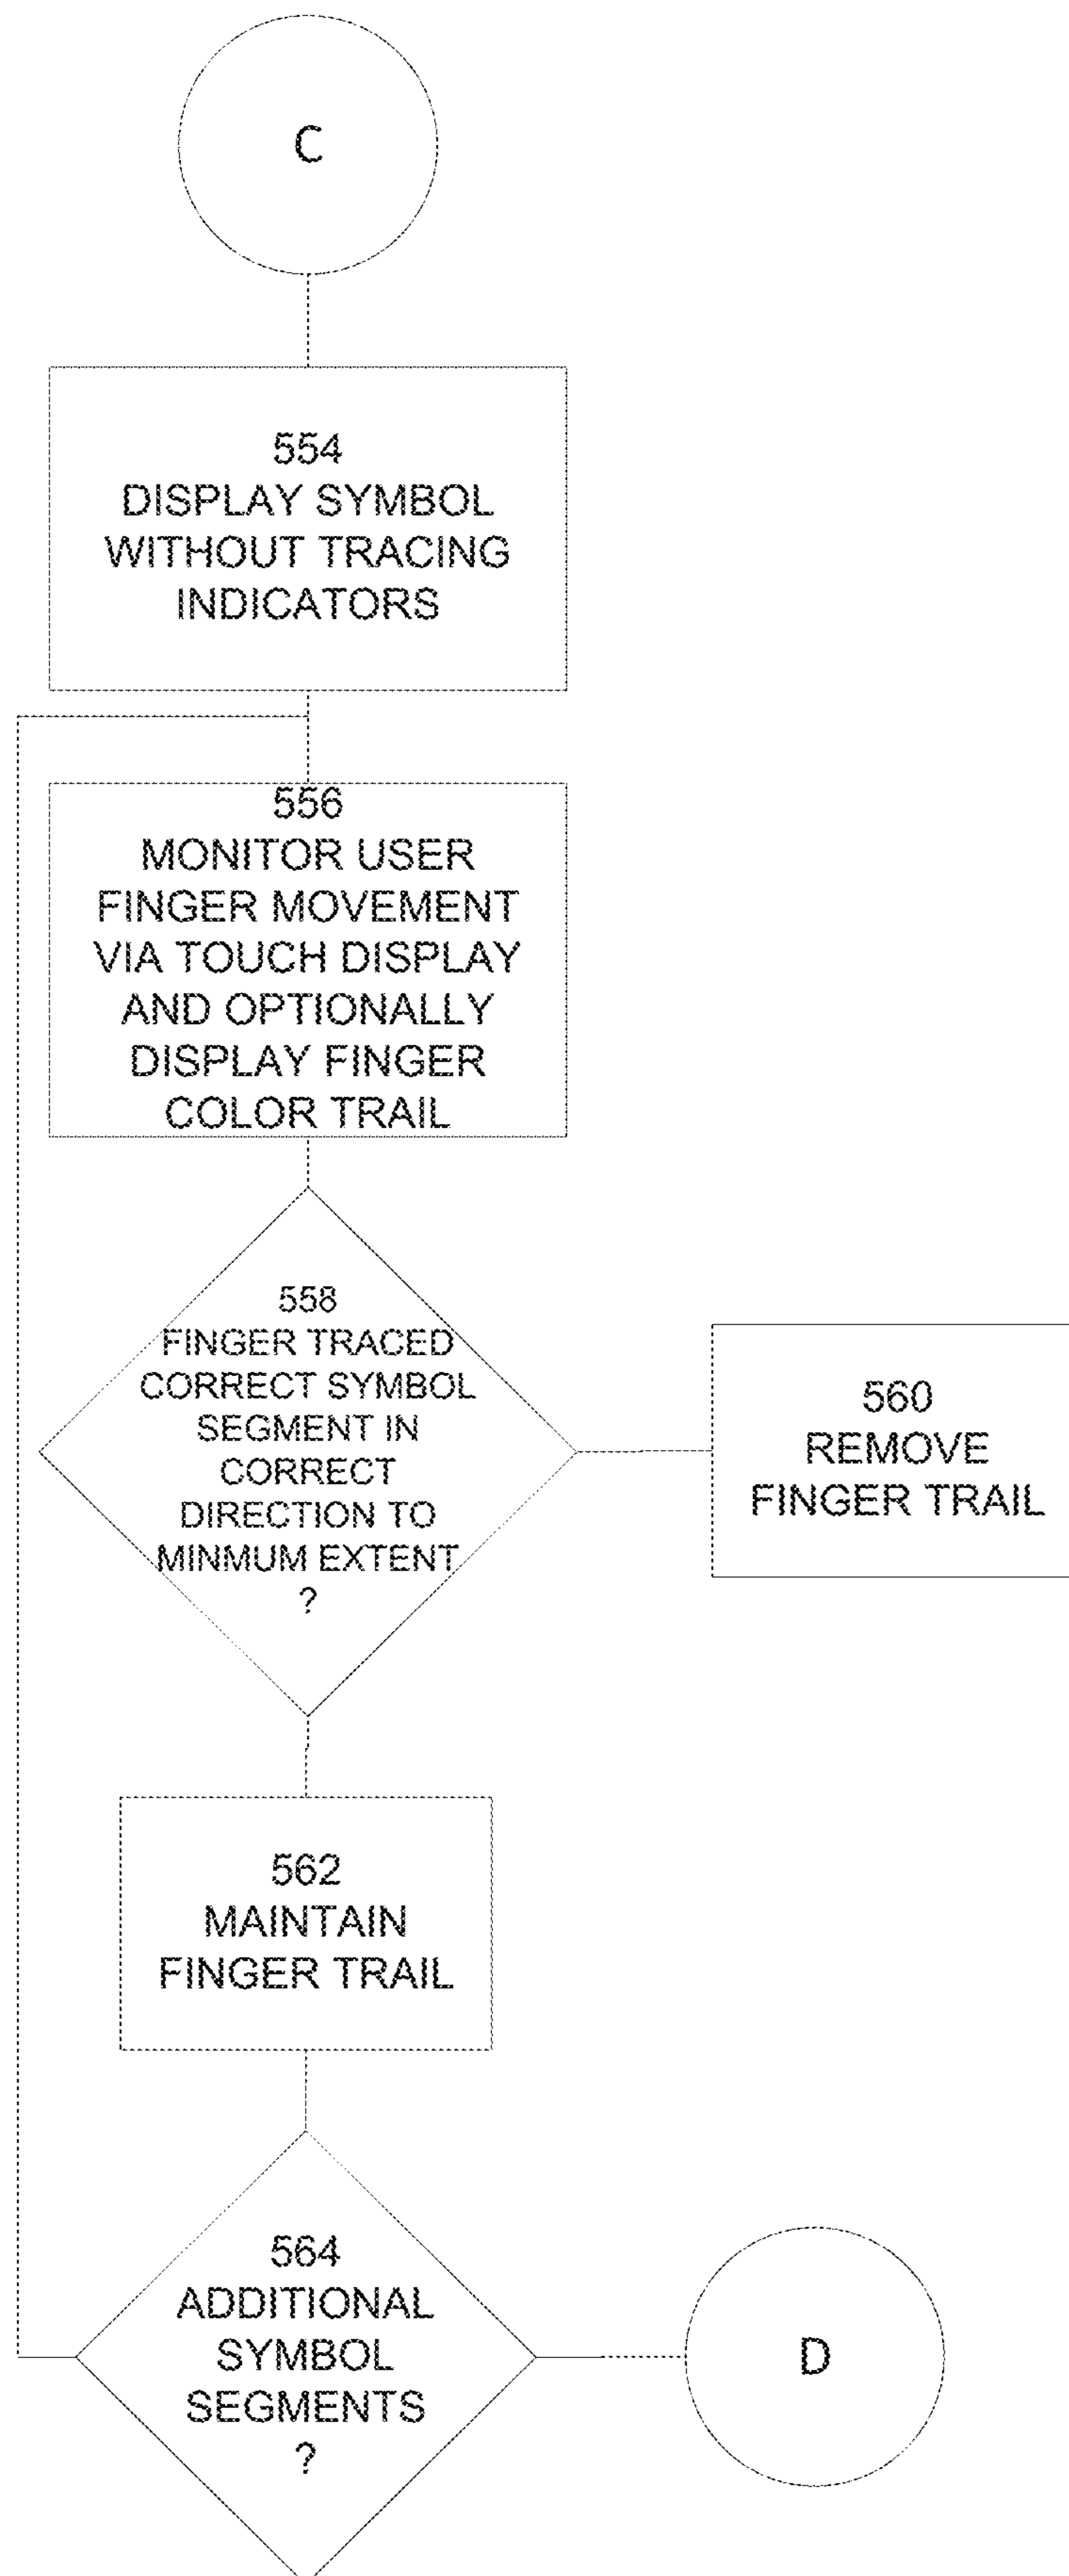 C
554
DISPLAY SYMBOL
WITHOUT TRACING
INDICATORS
556
MONITOR USER
FINGER MOVEMENT
VIA TOUCH DISPLAY
AND OPTIONALLY
DISPLAY FINGER
COLOR TRAIL
558
FINGER TRACED
CORRECT SYMBOL
SEGMENT IN
CORRECT
DIRECTION TO
MINMUM EXTENT
?
560
REMOVE
FINGER TRAIL
562
MAINTAIN
FINGER TRAIL
564
ADDITIONAL
SYMBOL
SEGMENTS
?
D